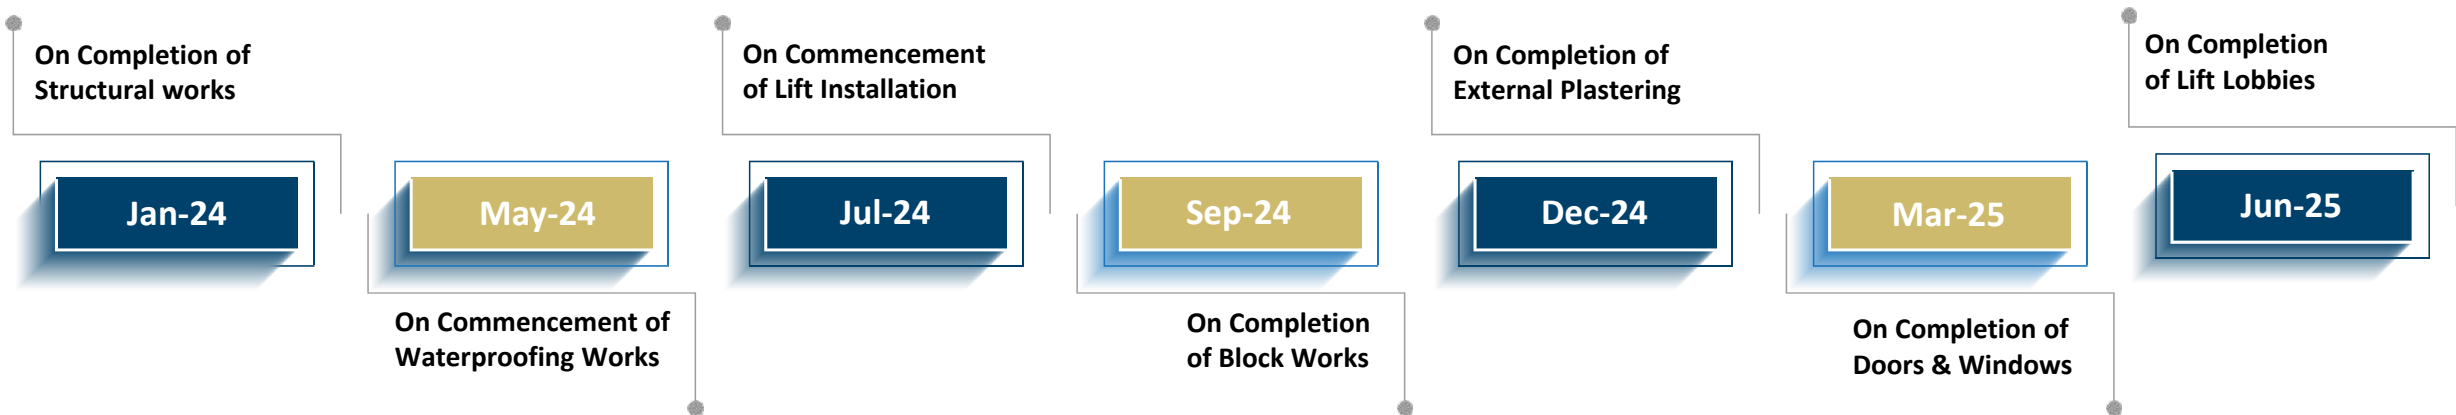 On Completion of
Structural works
Jan-24
May-24
On Commencement of
Waterproofing Works
On Commencement
of Lift Installation
Jul-24
Sep-24
On Completion
of Block Works
On Completion of
External Plastering
Dec-24
Mar-25
On Completion of
Doors & Windows
On Completion
of Lift Lobbies
Jun-25